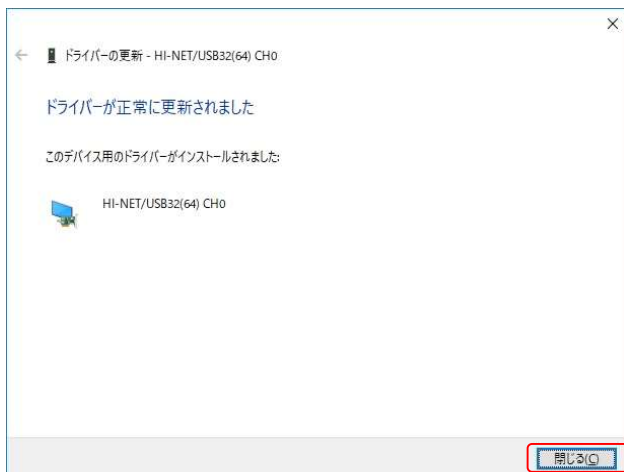 ドライバーの更新 - HI-NET/USB32(64) CH0
ドライバーが正常に更新されました
このデバイス用のドライバーがインストールされました:
HI-NET/USB32(64) CH0
閉じる(C)